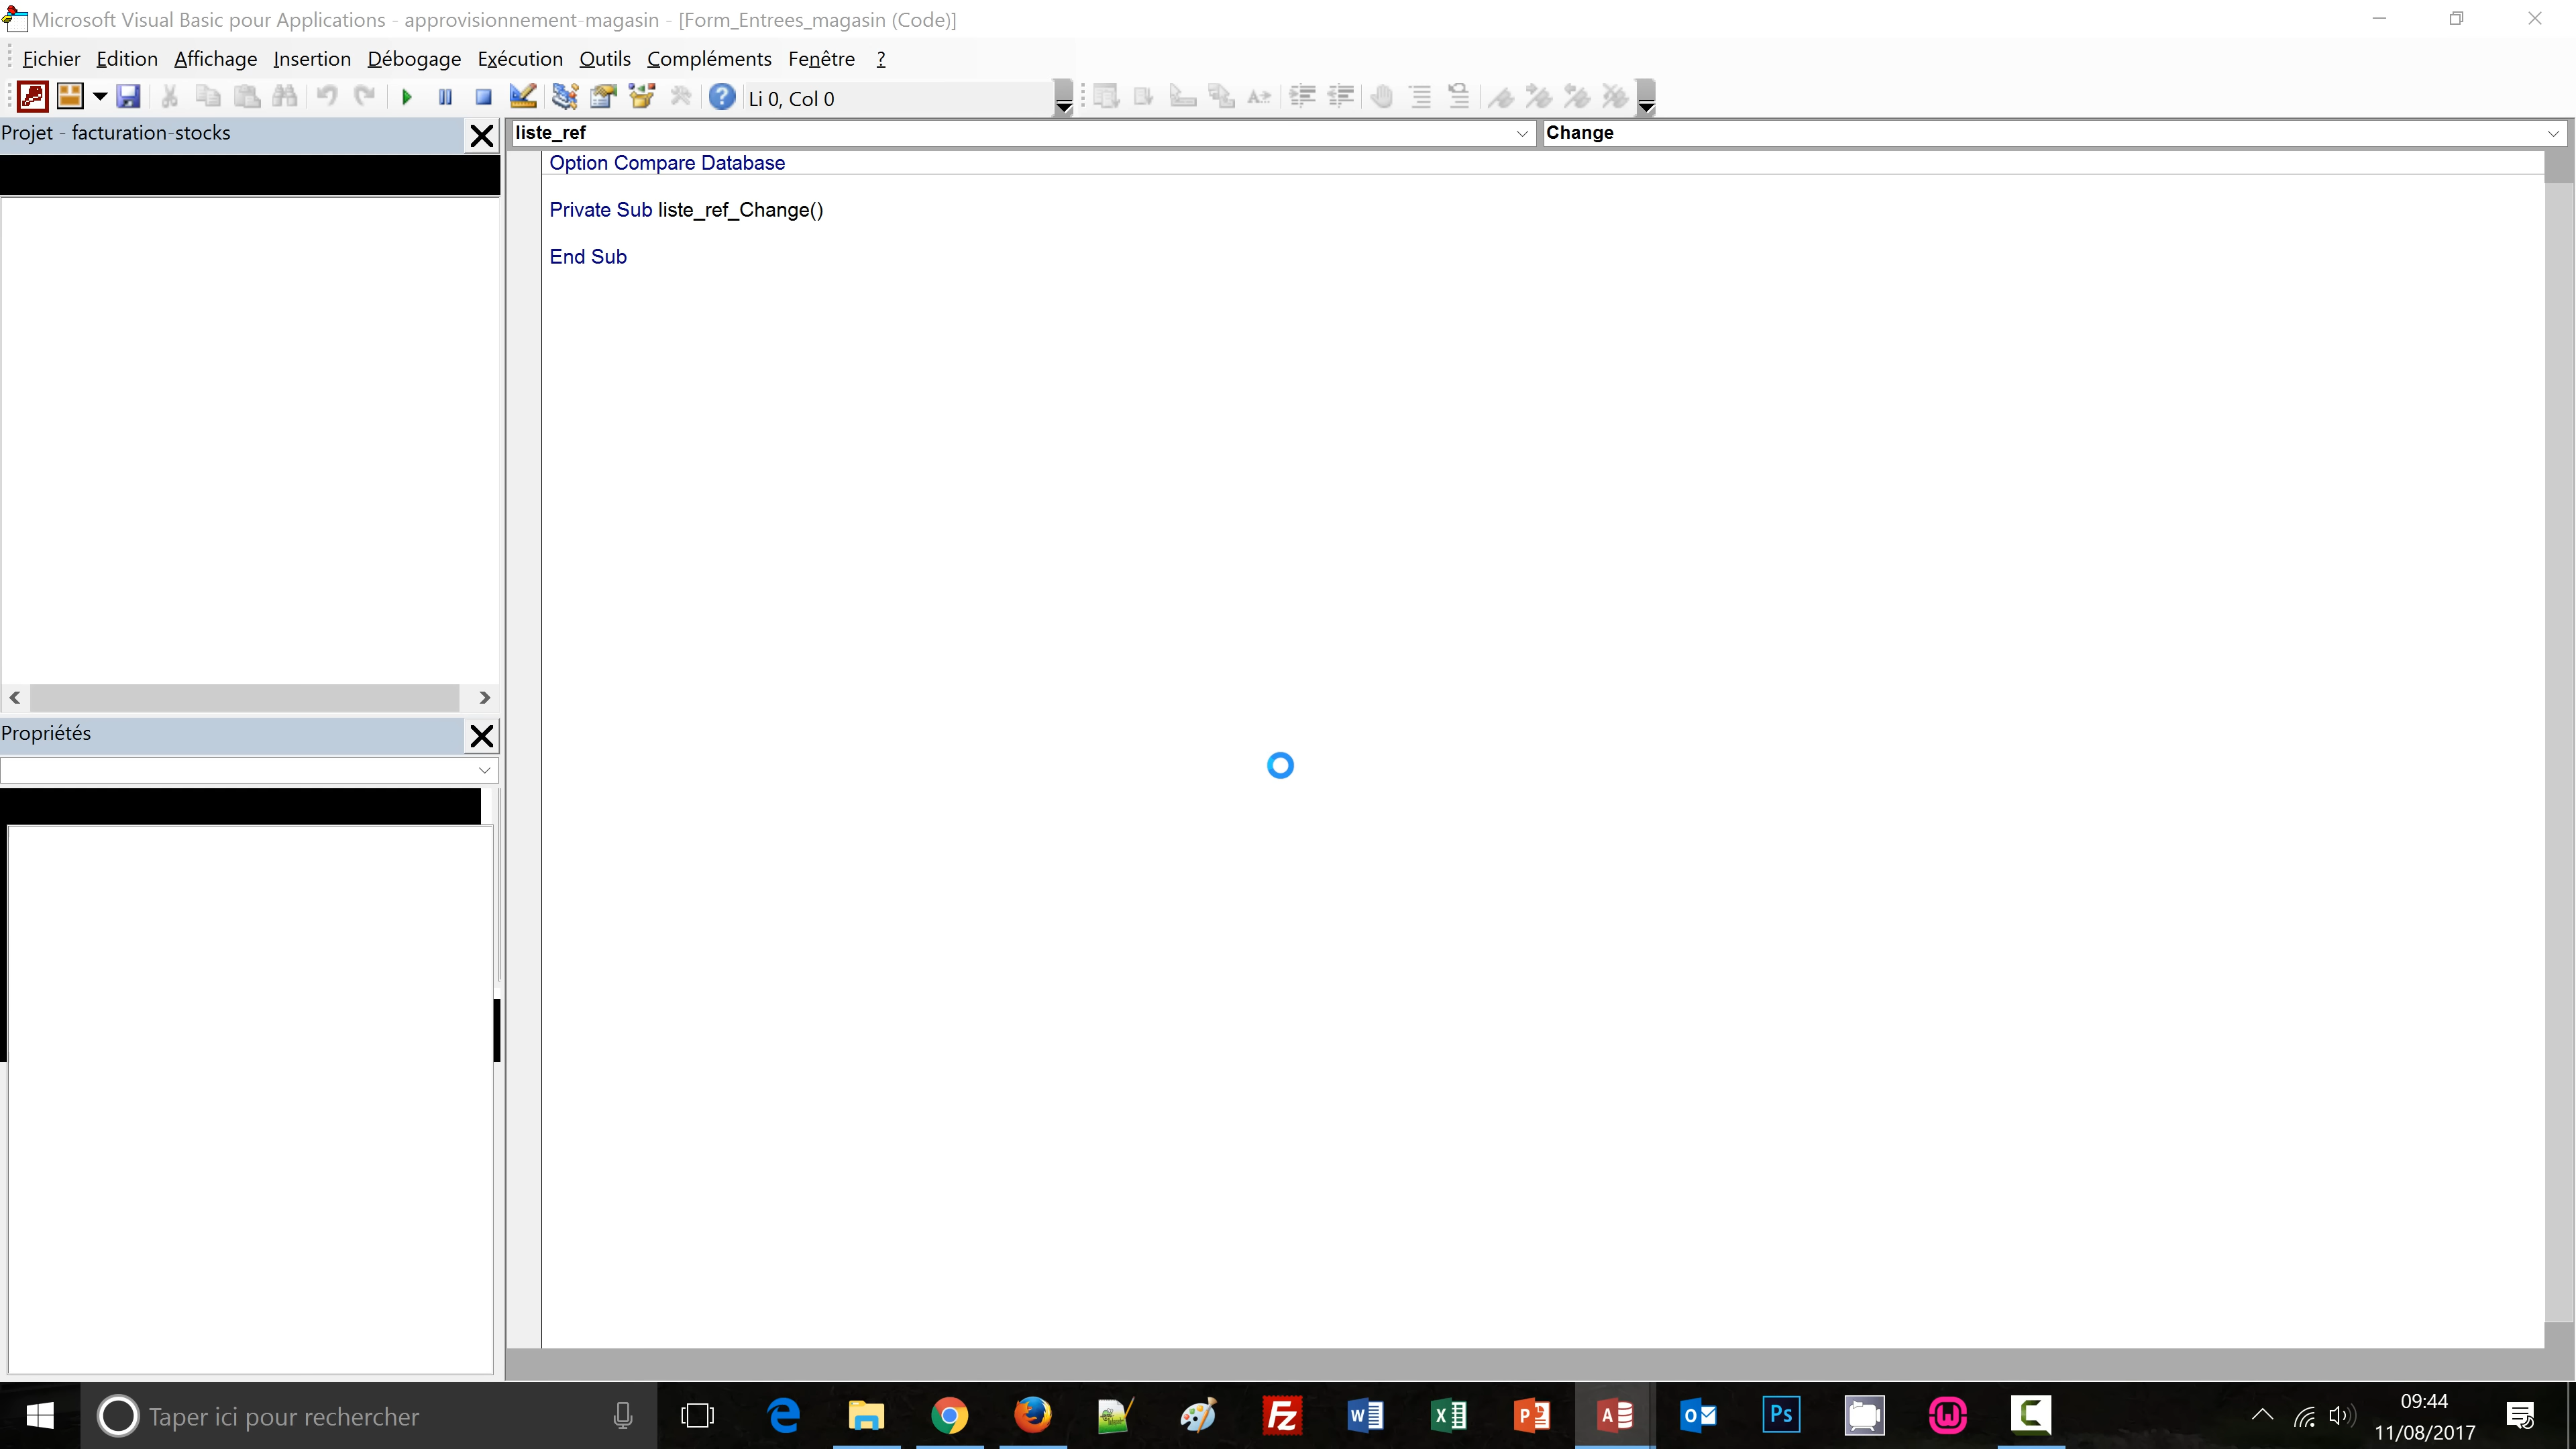 Microsoft Visual Basic pour Applications - approvisionnement-magasin - [Form_Entrees_magasin (Code)]
Fichier Edition Affichage Insertion Débogage Exécution Outils Compléments Fenêtre ?
Li 0, Col 0
Projet - facturation-stocks
liste_ref
Change
Option Compare Database
Private Sub liste_ref_Change()
End Sub
Propriétés
Taper ici pour rechercher
09:44
11/08/2017